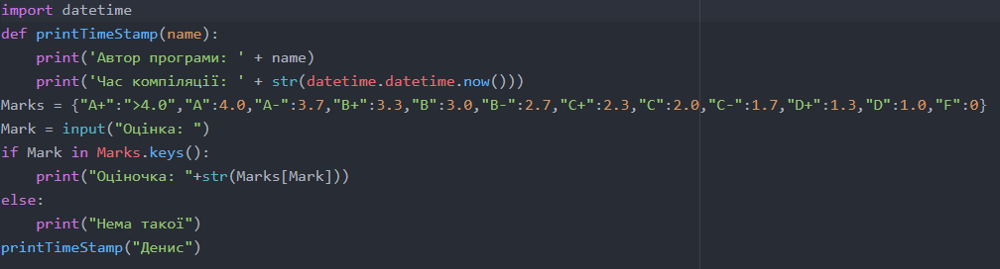 import datetime
def printTimeStamp(name):
    print('Автор програми: ' + name)
    print('Час компіляції: ' + str(datetime.datetime.now()))
Marks = {"A+":">4.0","A":4.0,"A-":3.7,"B+":3.3,"B":3.0,"B-":2.7,"C+":2.3,"C":2.0,"C-":1.7,"D+":1.3,"D":1.0,"F":0}
Mark = input("Оцінка: ")
if Mark in Marks.keys():
    print("Оціночка: "+str(Marks[Mark]))
else:
    print("Нема такої")
printTimeStamp("Денис")